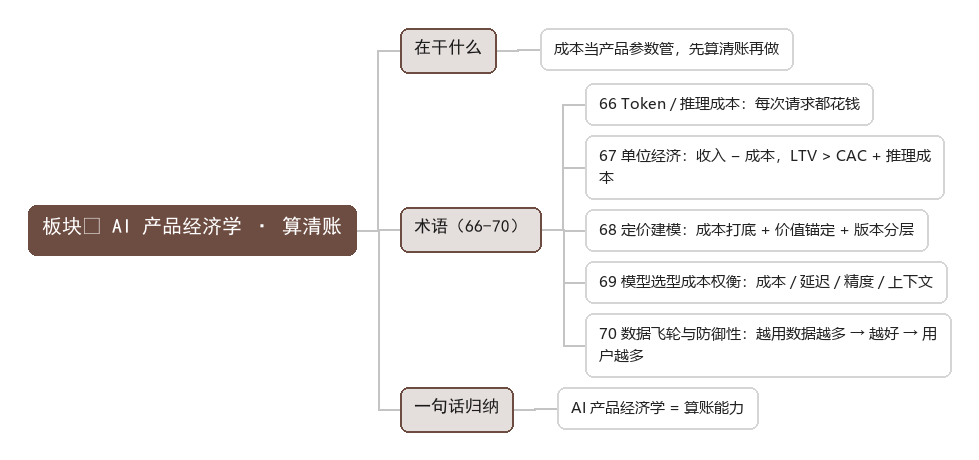 板块□ AI 产品经济学 · 算清账
在干什么
成本当产品参数管，先算清账再做
术语（66-70）
66 Token / 推理成本：每次请求都花钱
67 单位经济：收入 − 成本，LTV > CAC + 推理成
本
68 定价建模：成本打底 + 价值锚定 + 版本分层
69 模型选型成本权衡：成本 / 延迟 / 精度 / 上下文
70 数据飞轮与防御性：越用数据越多 → 越好 → 用
户越多
一句话归纳
AI 产品经济学 = 算账能力